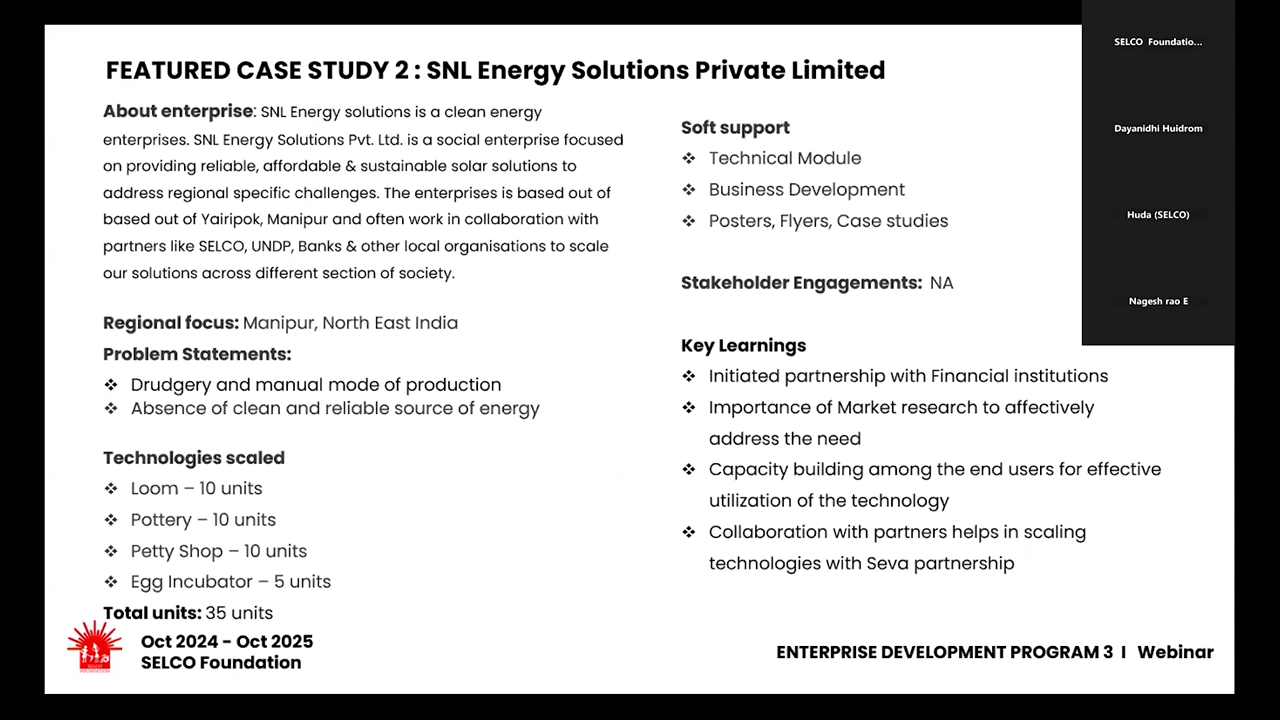 FEATURED CASE STUDY 2 : SNL Energy Solutions Private Limited
About enterprise: SNL Energy solutions is a clean energy
enterprises. SNL Energy Solutions Pvt. Ltd. is a social enterprise focused
on providing reliable, affordable & sustainable solar solutions to
address regional specific challenges. The enterprises is based out of
based out of Yairipok, Manipur and often work in collaboration with
partners like SELCO, UNDP, Banks & other local organisations to scale
our solutions across different section of society.
Regional focus: Manipur, North East India
Problem Statements:
❖ Drudgery and manual mode of production
❖ Absence of clean and reliable source of energy
Technologies scaled
❖ Loom – 10 units
❖ Pottery – 10 units
❖ Petty Shop – 10 units
❖ Egg Incubator – 5 units
Total units: 35 units
Soft support
❖ Technical Module
❖ Business Development
❖ Posters, Flyers, Case studies
Stakeholder Engagements: NA
Key Learnings
❖ Initiated partnership with Financial institutions
❖ Importance of Market research to affectively
address the need
❖ Capacity building among the end users for effective
utilization of the technology
❖ Collaboration with partners helps in scaling
technologies with Seva partnership
Oct 2024 - Oct 2025
SELCO Foundation
ENTERPRISE DEVELOPMENT PROGRAM 3 I Webinar
SELCO Foundatio...
Dayanidhi Huidrom
Huda (SELCO)
Nagesh rao E